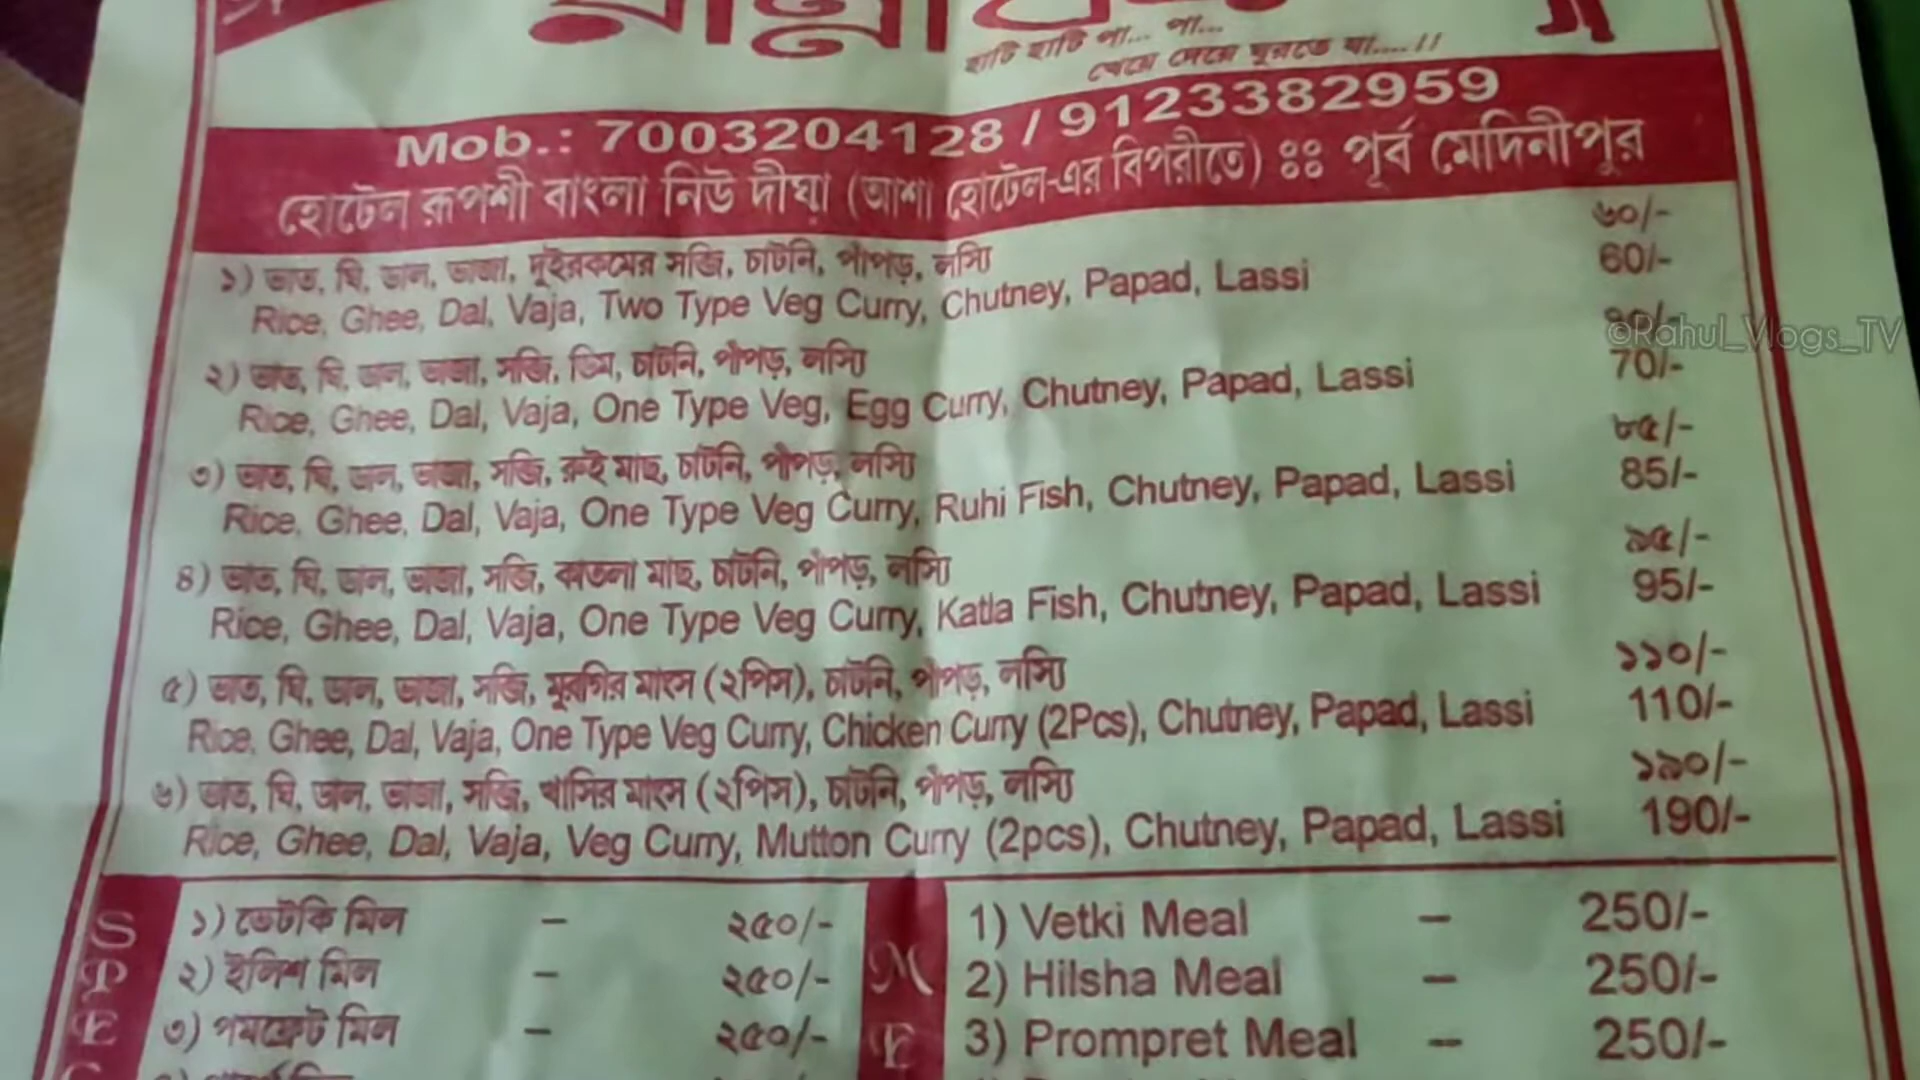 হাটি হাটি পা... পা...
খেয়ে দেয়ে ঘুরতে যা....!!
Mob.: 7003204128 / 9123382959
হোটেল রূপশী বাংলা নিউ দীঘা (আশা হোটেল-এর বিপরীতে) ঃঃ পূর্ব মেদিনীপুর
১) ভাত, ঘি, ডাল, ভাজা, দুইরকমের সব্জি, চাটনি, পাঁপড়, লস্যি ৬০/-
Rice, Ghee, Dal, Vaja, Two Type Veg Curry, Chutney, Papad, Lassi 60/-
©Rahul_Vlogs_TV
২) ভাত, ঘি, ডাল, ভাজা, সব্জি, ডিম, চাটনি, পাঁপড়, লস্যি ৭০/-
Rice, Ghee, Dal, Vaja, One Type Veg, Egg Curry, Chutney, Papad, Lassi 70/-
৩) ভাত, ঘি, ডাল, ভাজা, সব্জি, রুই মাছ, চাটনি, পাঁপড়, লস্যি ৮৫/-
Rice, Ghee, Dal, Vaja, One Type Veg Curry, Ruhi Fish, Chutney, Papad, Lassi 85/-
৪) ভাত, ঘি, ডাল, ভাজা, সব্জি, কাতলা মাছ, চাটনি, পাঁপড়, লস্যি ৯৫/-
Rice, Ghee, Dal, Vaja, One Type Veg Curry, Katla Fish, Chutney, Papad, Lassi 95/-
৫) ভাত, ঘি, ডাল, ভাজা, সব্জি, মুরগির মাংস (২পিস), চাটনি, পাঁপড়, লস্যি ১১০/-
Rice, Ghee, Dal, Vaja, One Type Veg Curry, Chicken Curry (2Pcs), Chutney, Papad, Lassi 110/-
৬) ভাত, ঘি, ডাল, ভাজা, সব্জি, খাসির মাংস (২পিস), চাটনি, পাঁপড়, লস্যি ১৯০/-
Rice, Ghee, Dal, Vaja, Veg Curry, Mutton Curry (2pcs), Chutney, Papad, Lassi 190/-
S
P
E
১) ভেটকি মিল – ২৫০/-
২) ইলিশ মিল – ২৫০/-
৩) পমফ্রেট মিল – ২৫০/-
M
E
1) Vetki Meal – 250/-
2) Hilsha Meal – 250/-
3) Prompret Meal – 250/-